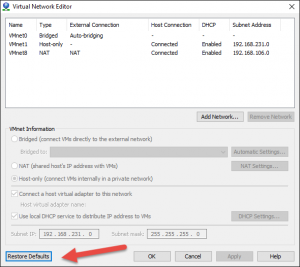 Virtual Network Editor
Name Type External Connection Host Connection DHCP Subnet Address
VMnet0 Bridged Auto-bridging - - -
VMnet1 Host-only - Connected Enabled 192.168.231.0
VMnet8 NAT NAT Connected Enabled 192.168.106.0
Add Network... Remove Network
VMnet Information
Bridged (connect VMs directly to the external network)
Bridged to: Automatic Settings...
NAT (shared host's IP address with VMs) NAT Settings...
Host-only (connect VMs internally in a private network)
Connect a host virtual adapter to this network
Host virtual adapter name:
Use local DHCP service to distribute IP address to VMs DHCP Settings...
Subnet IP: 192 . 168 . 231 . 0 Subnet mask: 255 . 255 . 255 . 0
Restore Defaults OK Cancel Apply Help